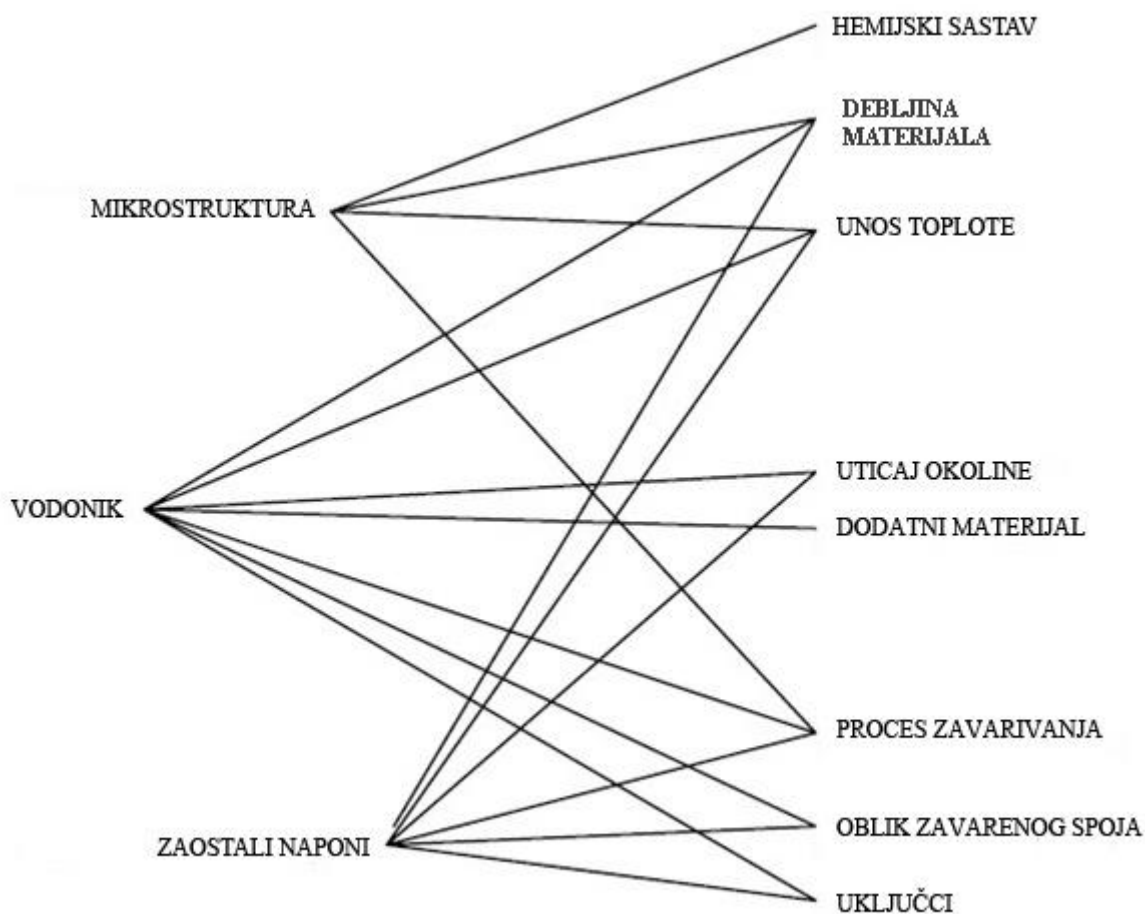 HEMIJSKI SASTAV
DEBLJINA
MATERIJALA
MIKROSTRUKTURA
UNOS TOPLOTE
UTICAJ OKOLINE
VODONIK
DODATNI MATERIJAL
PROCES ZAVARIVANJA
OBLIK ZAVARENOG SPOJA
ZAOSTALI NAPONI
UKLJUČCI